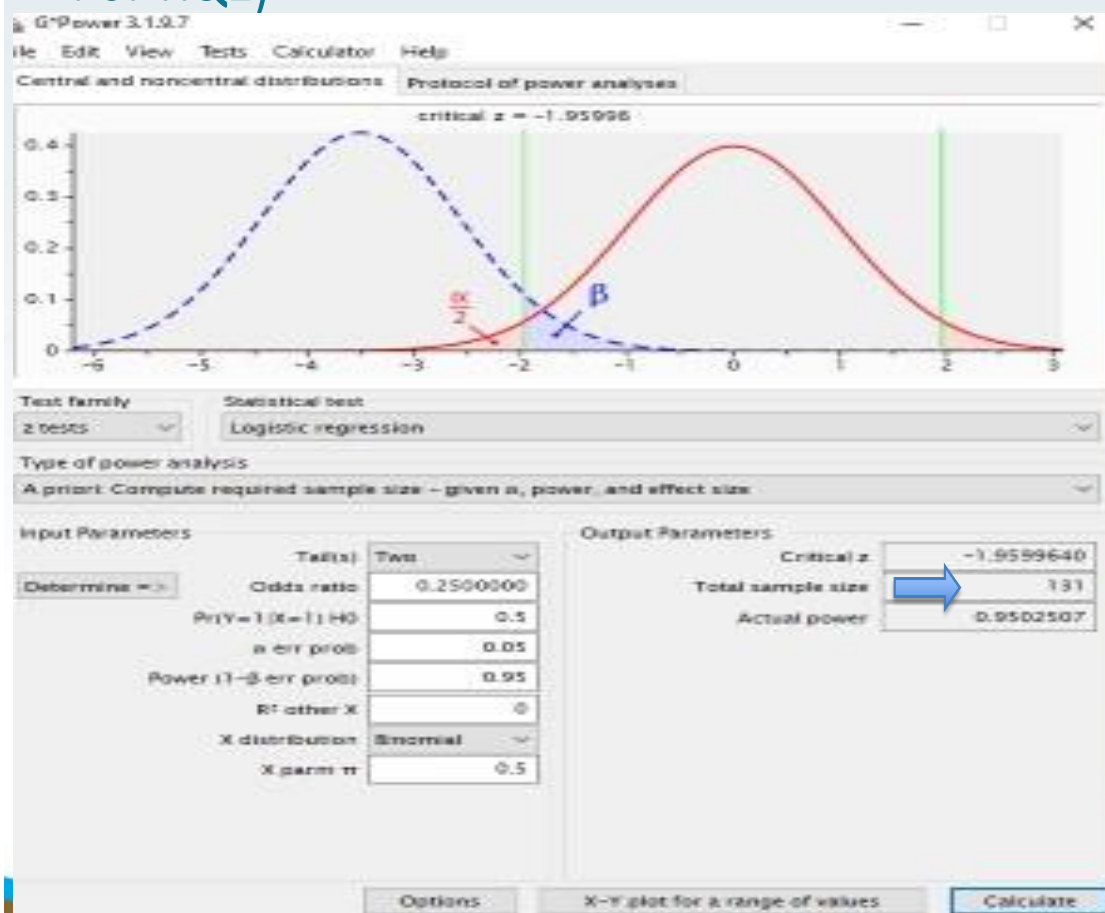 G*Power 3.1.9.7
ile Edit View Tests Calculator Help
Central and noncentral distributions Protocol of power analyses
critical z = -1.95996
0.4
0.3
0.2
0.1
0
α
2
β
-6 -5 -4 -3 -2 -1 0 1 2 3
Test family Statistical test
z tests Logistic regression
Type of power analysis
A priori: Compute required sample size - given α, power, and effect size
Input Parameters Output Parameters
Tail(s) Two Critical z -1.9599640
Determine => Odds ratio 0.2500000 Total sample size 131
Pr(Y=1|X=1) H0 0.5 Actual power 0.9502507
α err prob 0.05
Power (1-β err prob) 0.95
R² other X 0
X distribution Binomial
X parm π 0.5
Options X-Y plot for a range of values Calculate